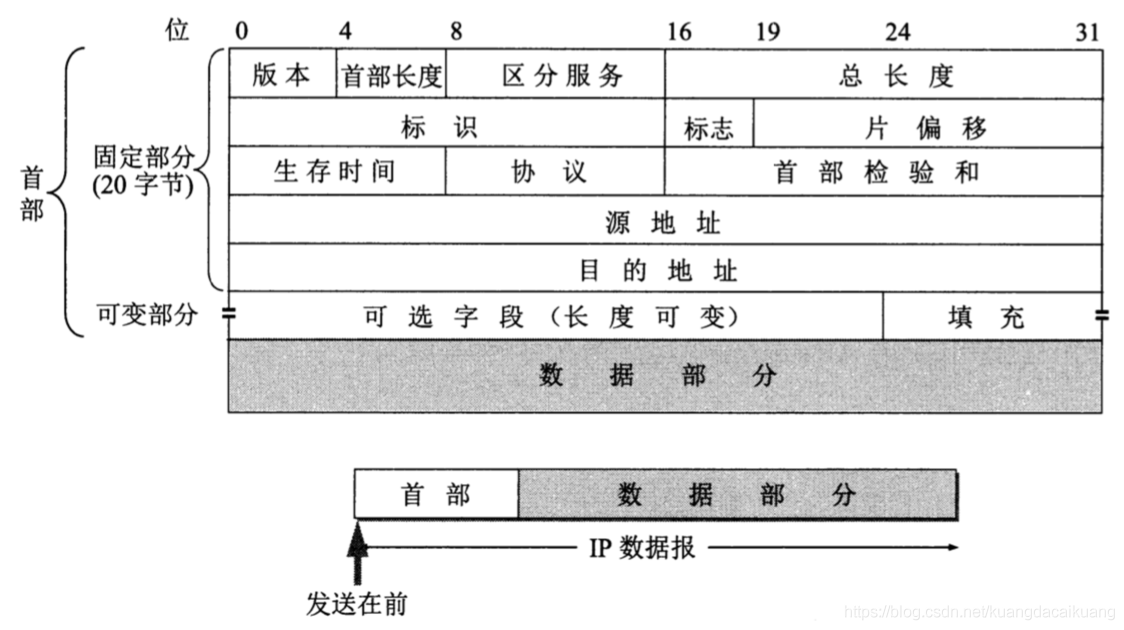 位 0 4 8 16 19 24 31
版本 首部长度 区分服务 总长度
标识 标志 片偏移
首部
固定部分
(20字节)
生存时间 协议 首部检验和
源地址
目的地址
可变部分 可选字段(长度可变) 填充
数据部分
首部 数据部分
IP 数据报
发送在前
https://blog.csdn.net/kuangdacaikuang